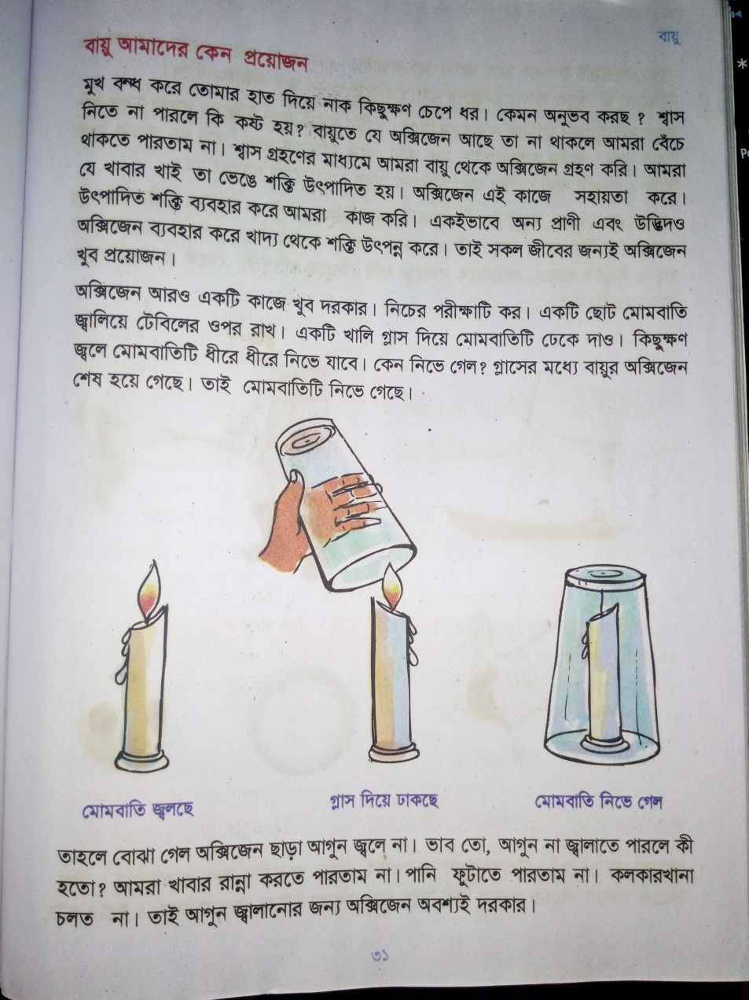 বায়ু
বায়ু আমাদের কেন প্রয়োজন
মুখ বন্ধ করে তোমার হাত দিয়ে নাক কিছুক্ষণ চেপে ধর। কেমন অনুভব করছ? শ্বাস
নিতে না পারলে কি কষ্ট হয়? বায়ুতে যে অক্সিজেন আছে তা না থাকলে আমরা বেঁচে
থাকতে পারতাম না। শ্বাস গ্রহণের মাধ্যমে আমরা বায়ু থেকে অক্সিজেন গ্রহণ করি। আমরা
যে খাবার খাই তা ভেঙে শক্তি উৎপাদিত হয়। অক্সিজেন এই কাজে সহায়তা করে।
উৎপাদিত শক্তি ব্যবহার করে আমরা কাজ করি। একইভাবে অন্য প্রাণী এবং উদ্ভিদও
অক্সিজেন ব্যবহার করে খাদ্য থেকে শক্তি উৎপন্ন করে। তাই সকল জীবের জন্যই অক্সিজেন
খুব প্রয়োজন।
অক্সিজেন আরও একটি কাজে খুব দরকার। নিচের পরীক্ষাটি কর। একটি ছোট মোমবাতি
জ্বালিয়ে টেবিলের ওপর রাখ। একটি খালি গ্লাস দিয়ে মোমবাতিটি ঢেকে দাও। কিছুক্ষণ
জ্বলে মোমবাতিটি ধীরে ধীরে নিভে যাবে। কেন নিভে গেল? গ্লাসের মধ্যে বায়ুর অক্সিজেন
শেষ হয়ে গেছে। তাই মোমবাতিটি নিভে গেছে।
মোমবাতি জ্বলছে
গ্লাস দিয়ে ঢাকছে
মোমবাতি নিভে গেল
তাহলে বোঝা গেল অক্সিজেন ছাড়া আগুন জ্বলে না। ভাব তো, আগুন না জ্বালাতে পারলে কী
হতো? আমরা খাবার রান্না করতে পারতাম না। পানি ফুটাতে পারতাম না। কলকারখানা
চলত না। তাই আগুন জ্বালানোর জন্য অক্সিজেন অবশ্যই দরকার।
৩১